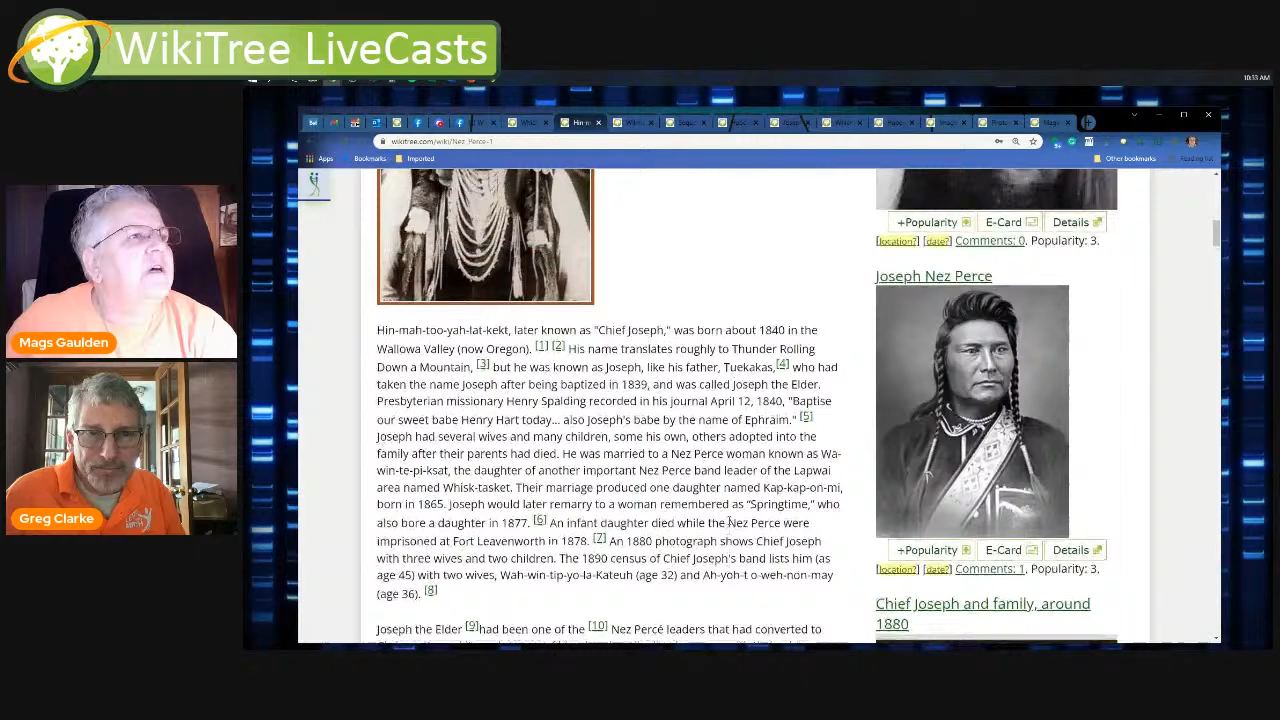 WikiTree LiveCasts
10:33 AM
Hin-m
wikitree.com/wiki/Nez_Perce-1
Apps Bookmarks Imported Other bookmarks Reading list
+Popularity E-Card Details
[location?] [date?] Comments: 0. Popularity: 3.
Joseph Nez Perce
Hin-mah-too-yah-lat-kekt, later known as "Chief Joseph," was born about 1840 in the
Wallowa Valley (now Oregon). [1] [2] His name translates roughly to Thunder Rolling
Down a Mountain, [3] but he was known as Joseph, like his father, Tuekakas,[4] who had
taken the name Joseph after being baptized in 1839, and was called Joseph the Elder.
Presbyterian missionary Henry Spalding recorded in his journal April 12, 1840, "Baptise
our sweet babe Henry Hart today... also Joseph's babe by the name of Ephraim." [5]
Joseph had several wives and many children, some his own, others adopted into the
family after their parents had died. He was married to a Nez Perce woman known as Wa-
win-te-pi-ksat, the daughter of another important Nez Perce band leader of the Lapwai
area named Whisk-tasket. Their marriage produced one daughter named Kap-kap-on-mi,
born in 1865. Joseph would later remarry to a woman remembered as “Springtime,” who
also bore a daughter in 1877. [6] An infant daughter died while the Nez Perce were
imprisoned at Fort Leavenworth in 1878. [7] An 1880 photograph shows Chief Joseph
with three wives and two children. The 1890 census of Chief Joseph's band lists him (as
age 45) with two wives, Wah-win-tip-yo-la-Kateuh (age 32) and Ah-yoh-t o-weh-non-may
(age 36). [8]
Joseph the Elder [9]had been one of the [10] Nez Percé leaders that had converted to
+Popularity E-Card Details
[location?] [date?] Comments: 1. Popularity: 3.
Chief Joseph and family, around
1880
Mags Gaulden
Greg Clarke